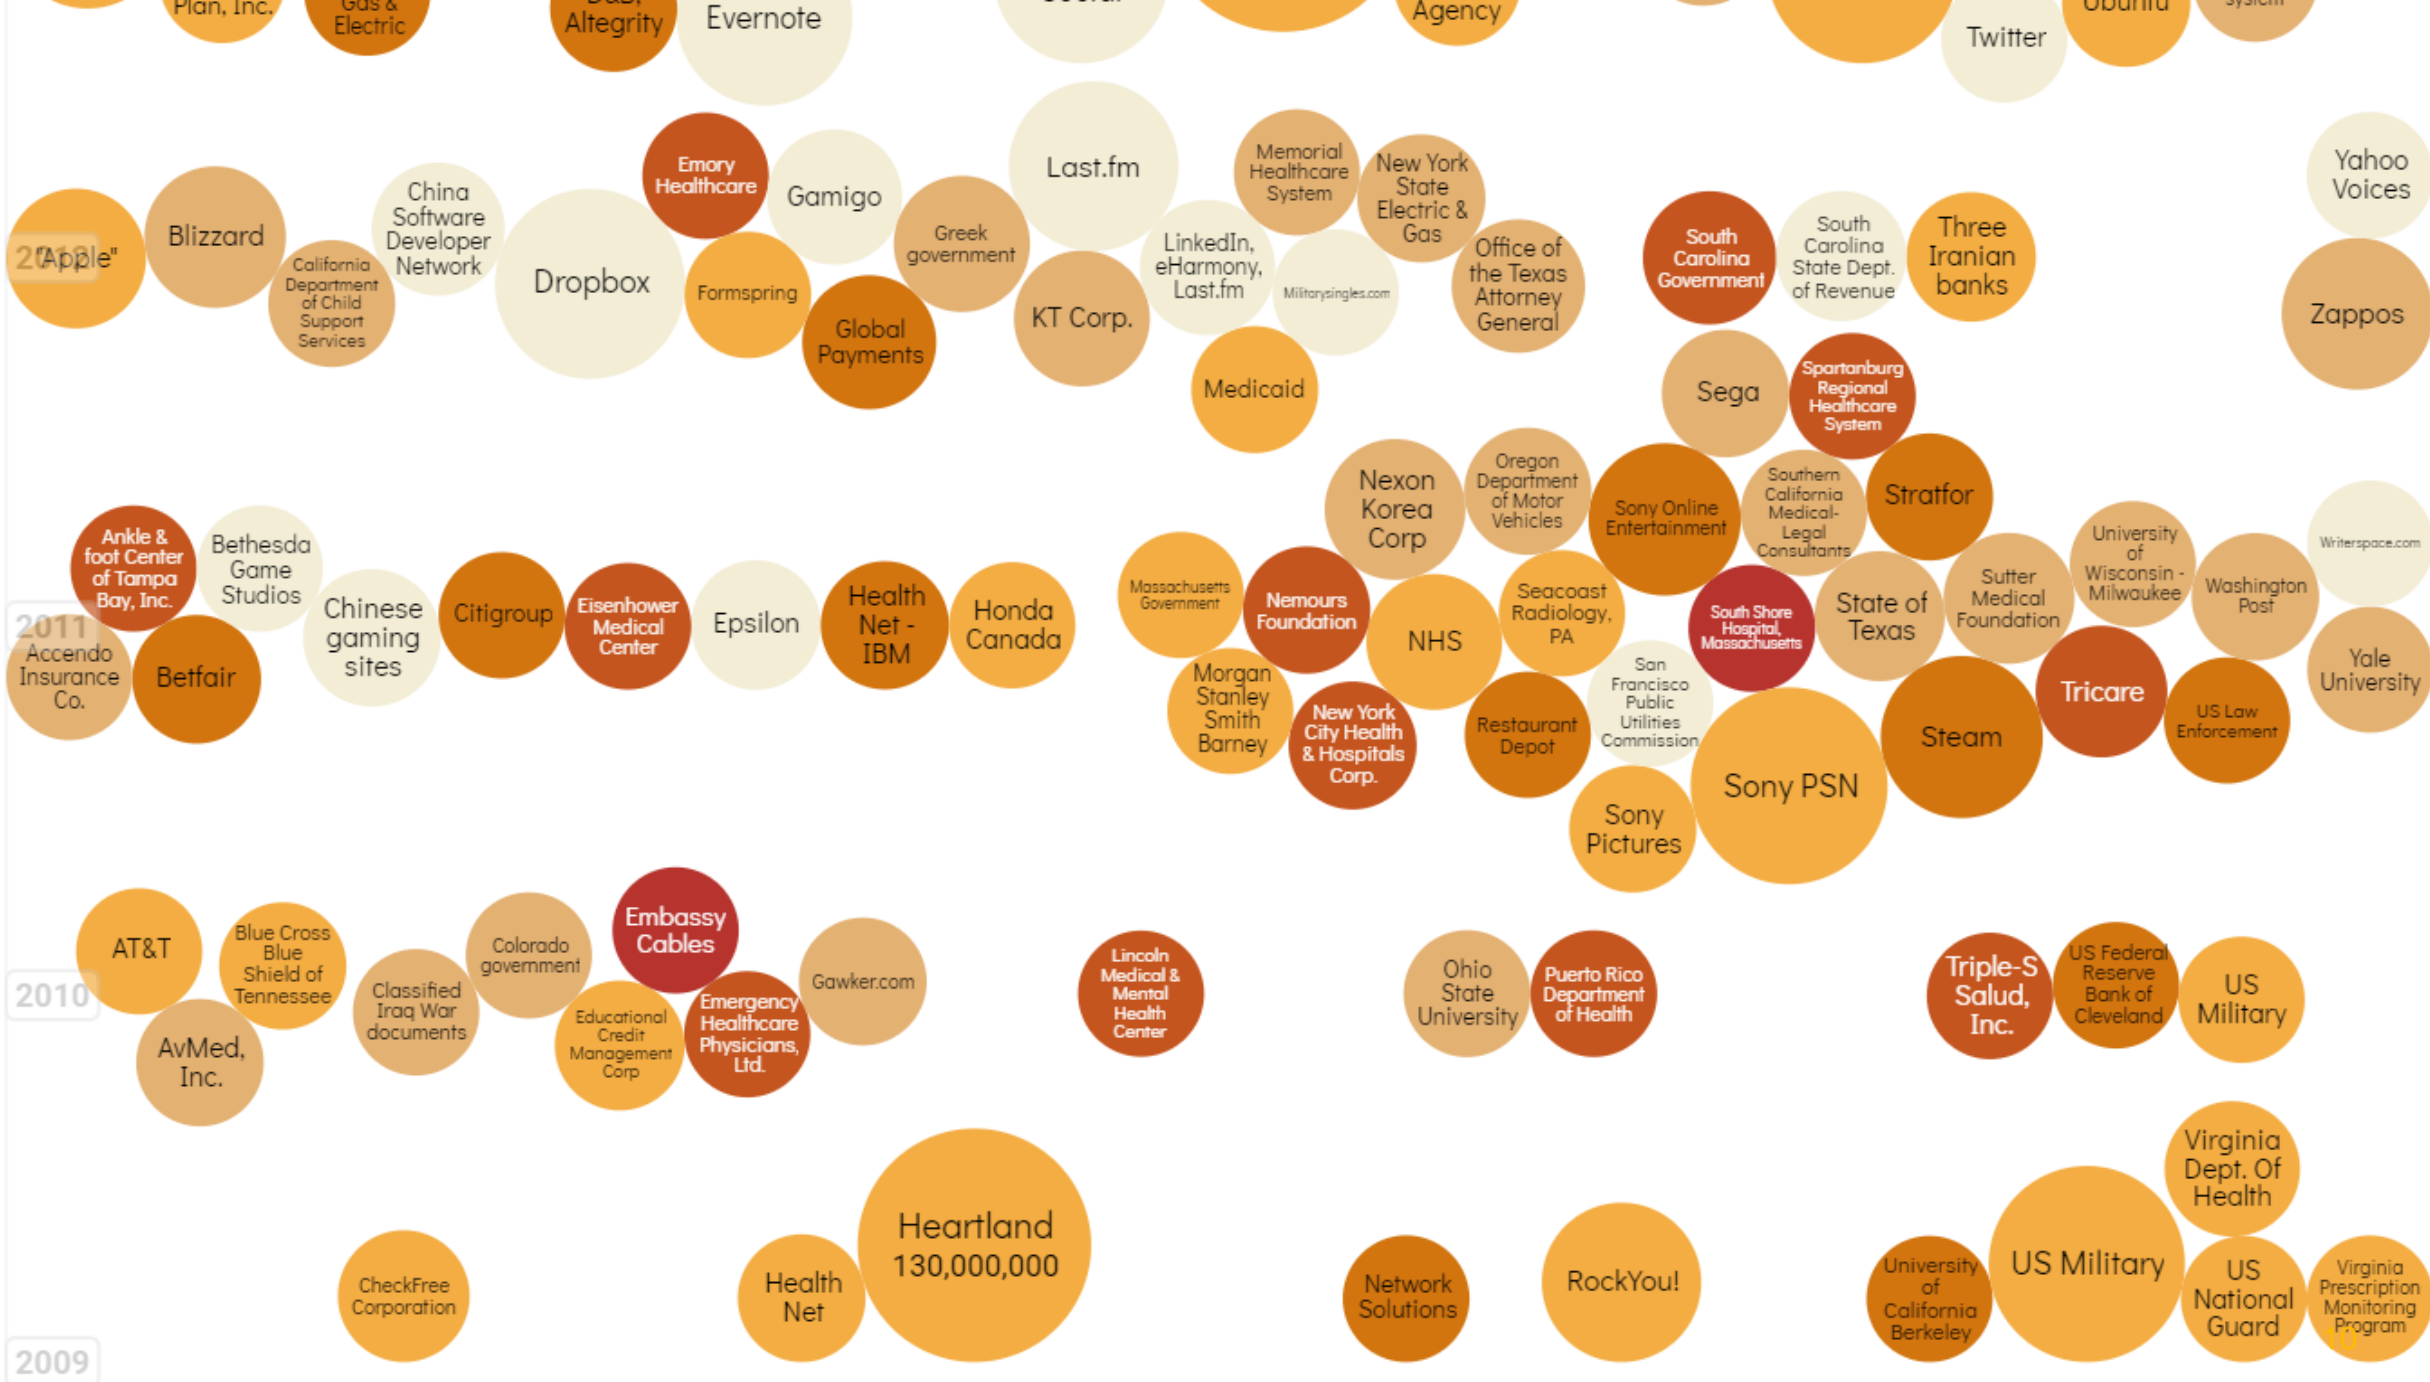 Plan, Inc.
Gas &
Electric
Altegrity
Evernote
Agency
Twitter
Ubuntu
system
2012
"Apple"
Blizzard
California
Department
of Child
Support
Services
China
Software
Developer
Network
Dropbox
Emory
Healthcare
Formspring
Gamigo
Global
Payments
Greek
government
Last.fm
KT Corp.
LinkedIn,
eHarmony,
Last.fm
Memorial
Healthcare
System
Militarysingles.com
Medicaid
New York
State
Electric &
Gas
Office of
the Texas
Attorney
General
South
Carolina
Government
South
Carolina
State Dept.
of Revenue
Three
Iranian
banks
Yahoo
Voices
Zappos
2011
Ankle &
foot Center
of Tampa
Bay, Inc.
Accendo
Insurance
Co.
Bethesda
Game
Studios
Betfair
Chinese
gaming
sites
Citigroup
Eisenhower
Medical
Center
Epsilon
Health
Net -
IBM
Honda
Canada
Massachusetts
Government
Morgan
Stanley
Smith
Barney
Nemours
Foundation
New York
City Health
& Hospitals
Corp.
Nexon
Korea
Corp
NHS
Oregon
Department
of Motor
Vehicles
Seacoast
Radiology,
PA
Restaurant
Depot
Sega
Sony Online
Entertainment
San
Francisco
Public
Utilities
Commission
Sony
Pictures
Spartanburg
Regional
Healthcare
System
Southern
California
Medical-
Legal
Consultants
South Shore
Hospital,
Massachusetts
Sony PSN
Stratfor
State of
Texas
Steam
Sutter
Medical
Foundation
Tricare
University
of
Wisconsin -
Milwaukee
US Law
Enforcement
Washington
Post
Writerspace.com
Yale
University
2010
AT&T
AvMed,
Inc.
Blue Cross
Blue
Shield of
Tennessee
Classified
Iraq War
documents
Colorado
government
Educational
Credit
Management
Corp
Embassy
Cables
Emergency
Healthcare
Physicians,
Ltd.
Gawker.com
Lincoln
Medical &
Mental
Health
Center
Ohio
State
University
Puerto Rico
Department
of Health
Triple-S
Salud,
Inc.
US Federal
Reserve
Bank of
Cleveland
US
Military
2009
CheckFree
Corporation
Health
Net
Heartland
130,000,000
Network
Solutions
RockYou!
University
of
California
Berkeley
US Military
Virginia
Dept. Of
Health
US
National
Guard
Virginia
Prescription
Monitoring
Program